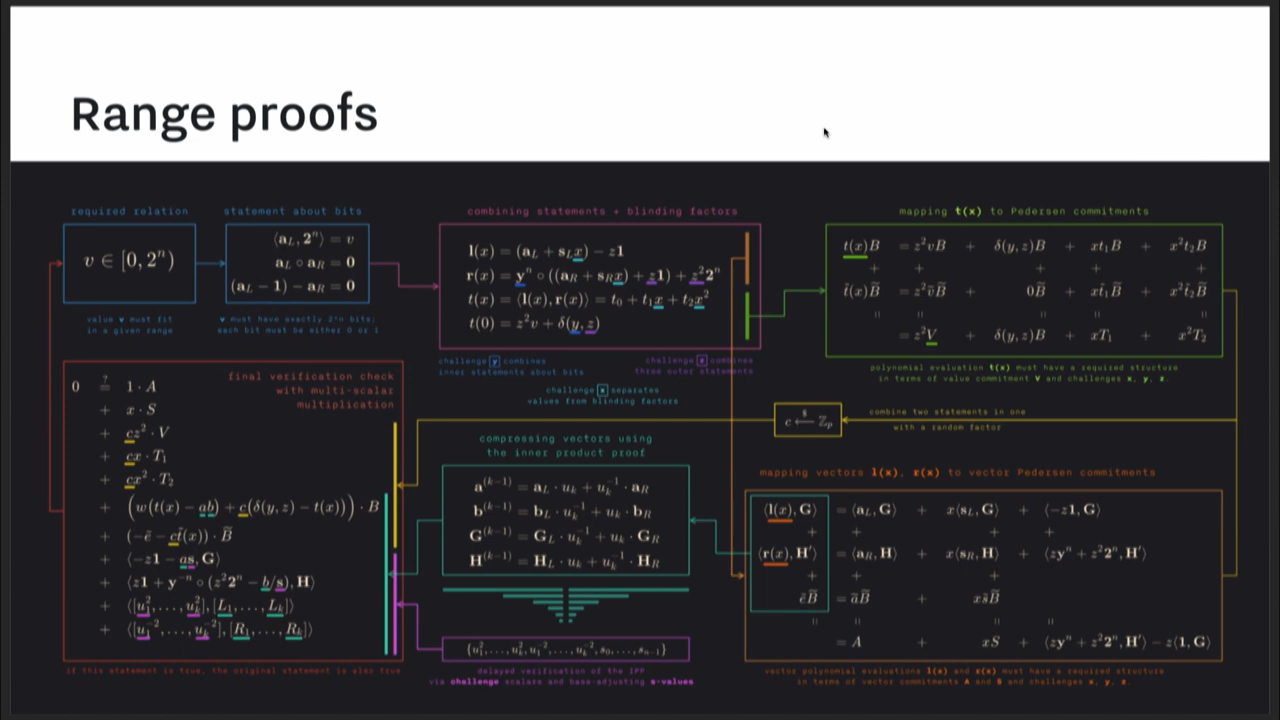 Range proofs
required relation
v ∈ [0, 2ⁿ)
value v must fit
in a given range
statement about bits
⟨a_L, 2ⁿ⟩ = v
a_L ∘ a_R = 0
(a_L − 1) − a_R = 0
v must have exactly 2^n bits:
each bit must be either 0 or 1
combining statements + blinding factors
l(x) = (a_L + s_L x) − z1
r(x) = yⁿ ∘ ((a_R + s_R x) + z1) + z²2ⁿ
t(x) = ⟨l(x), r(x)⟩ = t₀ + t₁x + t₂x²
t(0) = z²v + δ(y, z)
challenge y combines
inner statements about bits
challenge z combines
three outer statements
challenge x separates
values from blinding factors
mapping t(x) to Pedersen commitments
t(x)B = z²vB + δ(y, z)B + xt₁B + x²t₂B
+ + + + +
t̃(x)B̃ = z²ṽB̃ + 0B̃ + xt̃₁B̃ + x²t̃₂B̃
= z²V + δ(y, z)B + xT₁ + x²T₂
polynomial evaluation t(x) must have a required structure
in terms of value commitment V and challenges x, y, z.
c ←$ ℤ_p
combine two statements in one
with a random factor
final verification check
with multi-scalar
multiplication
0 ≟ 1 · A
+ x · S
+ cz² · V
+ cx · T₁
+ cx² · T₂
+ (w(t(x) − ab) + c(δ(y, z) − t(x))) · B
+ (−ẽ − ct̃(x)) · B̃
+ ⟨−z1 − as, G⟩
+ ⟨z1 + y⁻ⁿ ∘ (z²2ⁿ − b/s), H⟩
+ ⟨[u₁², …, u_k²], [L₁, …, L_k]⟩
+ ⟨[u₁⁻², …, u_k⁻²], [R₁, …, R_k]⟩
if this statement is true, the original statement is also true
compressing vectors using
the inner product proof
a^(k−1) = a_L · u_k + u_k⁻¹ · a_R
b^(k−1) = b_L · u_k⁻¹ + u_k · b_R
G^(k−1) = G_L · u_k⁻¹ + u_k · G_R
H^(k−1) = H_L · u_k + u_k⁻¹ · H_R
{u₁², …, u_k², u₁⁻², …, u_k⁻², s₀, …, s_{n−1}}
delayed verification of the IPP
via challenge scalars and base-adjusting s-values
mapping vectors l(x), r(x) to vector Pedersen commitments
⟨l(x), G⟩ = ⟨a_L, G⟩ + x⟨s_L, G⟩ + ⟨−z1, G⟩
+ + + +
⟨r(x), H′⟩ = ⟨a_R, H⟩ + x⟨s_R, H⟩ + ⟨zyⁿ + z²2ⁿ, H′⟩
+ + +
ẽB̃ = ãB̃ + xs̃B̃
= A + xS + ⟨zyⁿ + z²2ⁿ, H′⟩ − z⟨1, G⟩
vector polynomial evaluations l(x) and r(x) must have a required structure
in terms of vector commitments A and S and challenges x, y, z.